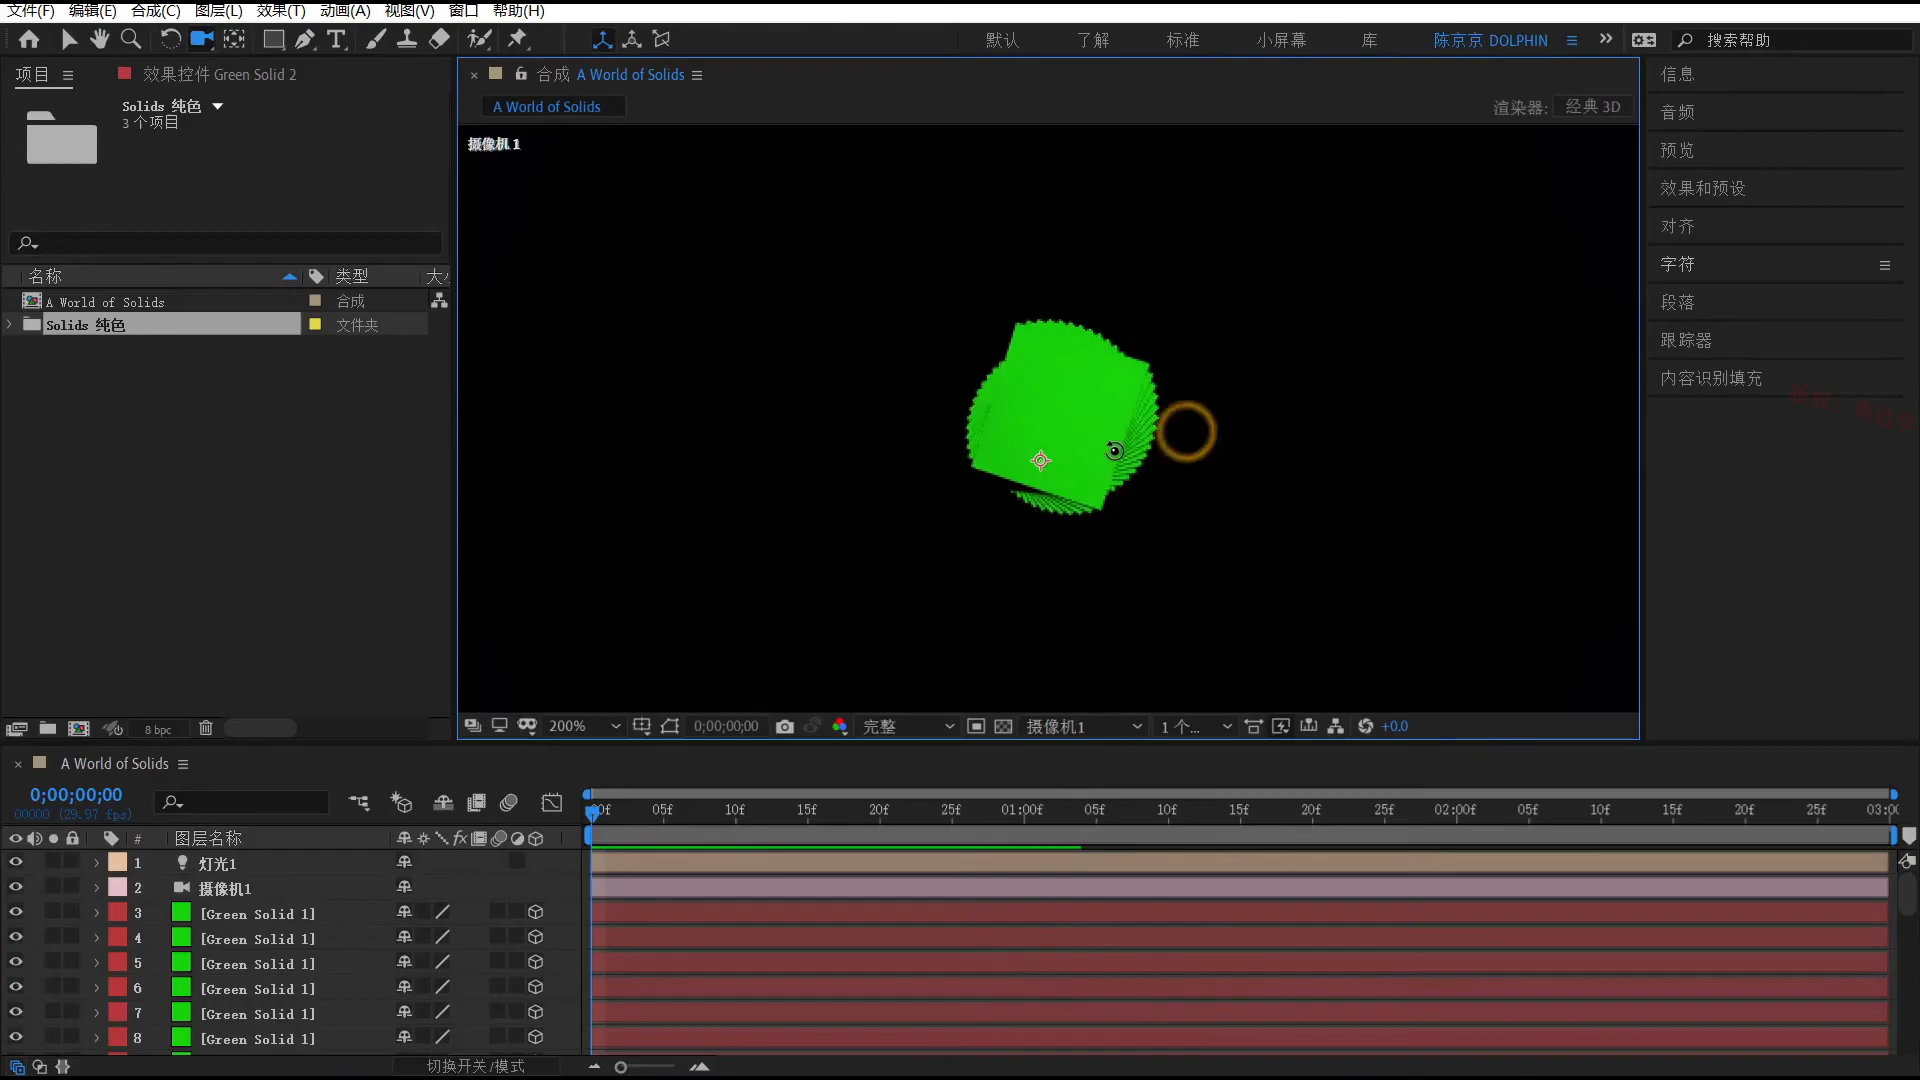 文件(F) 编辑(E) 合成(C) 图层(L) 效果(T) 动画(A) 视图(V) 窗口 帮助(H)
默认 了解 标准 小屏幕 库 陈京京 DOLPHIN 搜索帮助
项目 效果控件 Green Solid 2
Solids 纯色
3 个项目
名称 类型 大小
A World of Solids 合成
Solids 纯色 文件夹
8 bpc
合成 A World of Solids
A World of Solids
渲染器: 经典 3D
摄像机 1
200% 0;00;00;00 完整 摄像机1 1 个... +0.0
信息
音频
预览
效果和预设
对齐
字符
段落
跟踪器
内容识别填充
A World of Solids
0;00;00;00
00000 (29.97 fps)
00f 05f 10f 15f 20f 25f 01:00f 05f 10f 15f 20f 25f 02:00f 05f 10f 15f 20f 25f 03:00
# 图层名称
1 灯光1
2 摄像机1
3 [Green Solid 1]
4 [Green Solid 1]
5 [Green Solid 1]
6 [Green Solid 1]
7 [Green Solid 1]
8 [Green Solid 1]
切换开关/模式